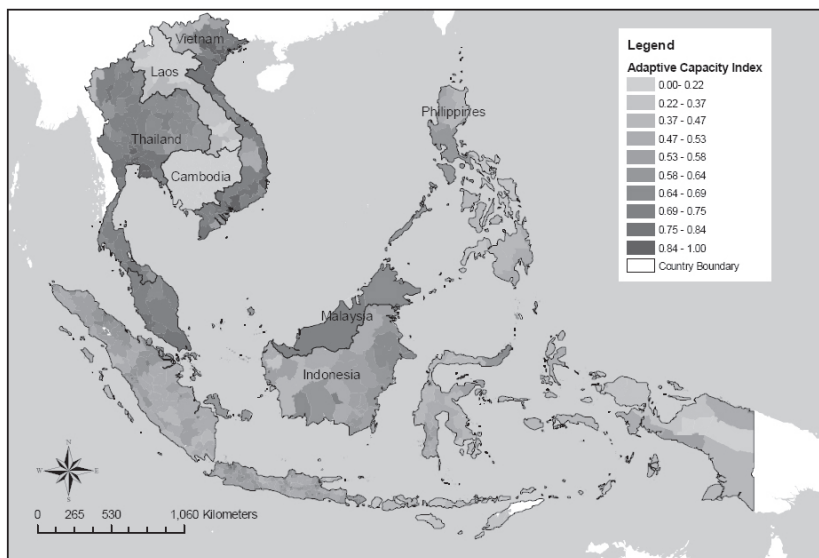 Vietnam
Laos
Thailand
Cambodia
Philippines
Malaysia
Indonesia
Legend
Adaptive Capacity Index
0.00- 0.22
0.22 - 0.37
0.37 - 0.47
0.47 - 0.53
0.53 - 0.58
0.58 - 0.64
0.64 - 0.69
0.69 - 0.75
0.75 - 0.84
0.84 - 1.00
Country Boundary
N
W E
S
0 265 530 1,060 Kilometers